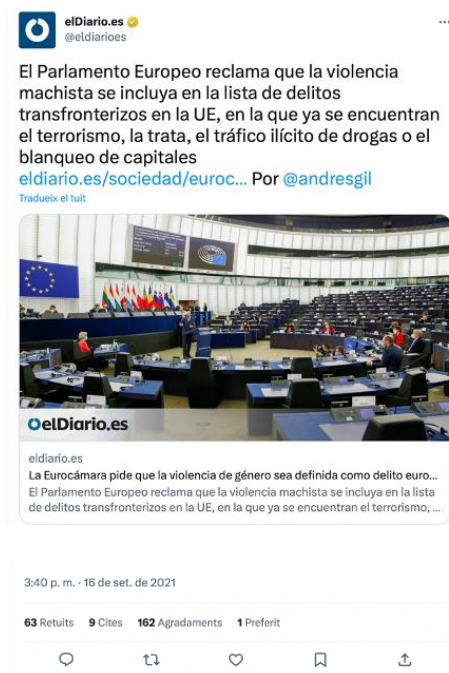 elDiario.es
@eldiarioes
El Parlamento Europeo reclama que la violencia
machista se incluya en la lista de delitos
transfronterizos en la UE, en la que ya se encuentran
el terrorismo, la trata, el tráfico ilícito de drogas o el
blanqueo de capitales
eldiario.es/sociedad/euroc... Por @andresgil
Tradueix el tuit
elDiario.es
eldiario.es
La Eurocámara pide que la violencia de género sea definida como delito euro...
El Parlamento Europeo reclama que la violencia machista se incluya en la lista
de delitos transfronterizos en la UE, en la que ya se encuentran el terrorismo, ...
3:40 p. m. · 16 de set. de 2021
63 Retuits 9 Cites 162 Agradaments 1 Preferit